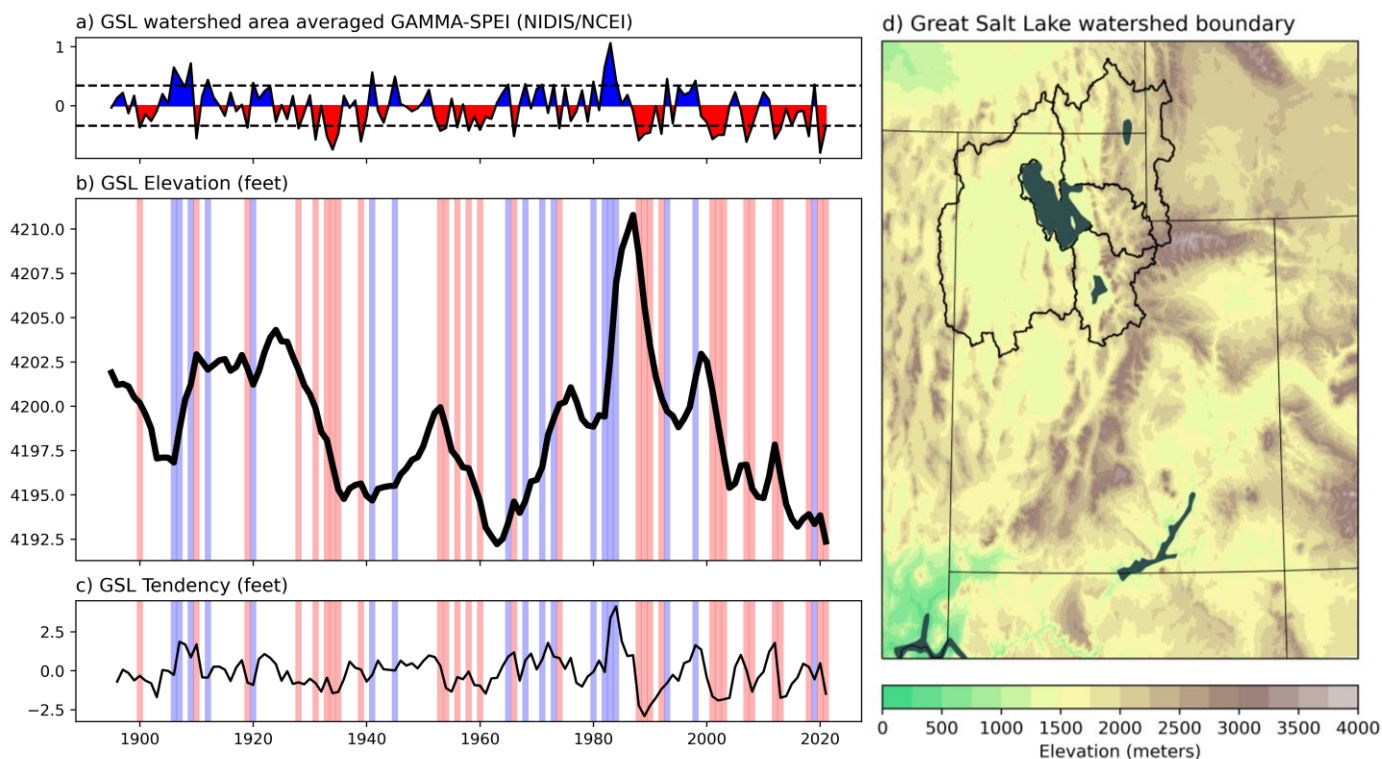 a) GSL watershed area averaged GAMMA-SPEI (NIDIS/NCEI)
1
0
b) GSL Elevation (feet)
4210.0
4207.5
4205.0
4202.5
4200.0
4197.5
4195.0
4192.5
c) GSL Tendency (feet)
2.5
0.0
−2.5
1900 1920 1940 1960 1980 2000 2020
d) Great Salt Lake watershed boundary
0 500 1000 1500 2000 2500 3000 3500 4000
Elevation (meters)